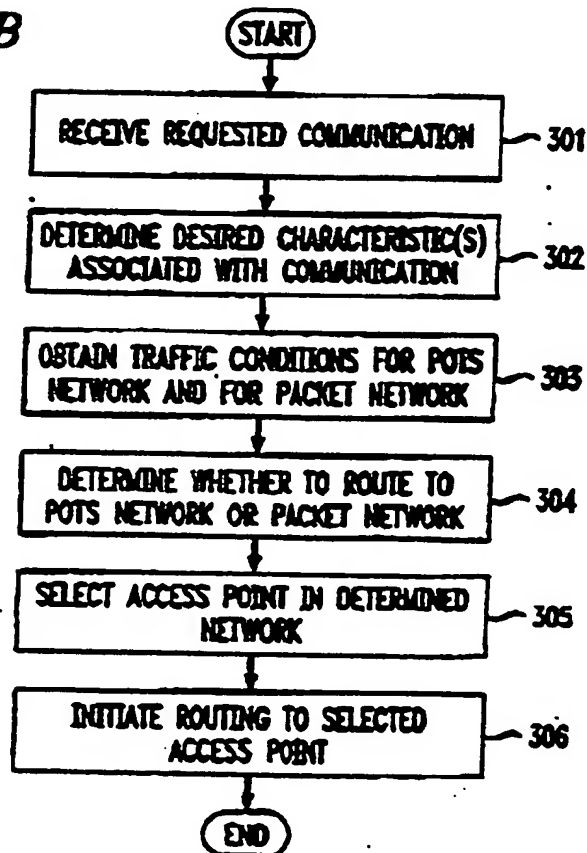 B
START
RECEIVE REQUESTED COMMUNICATION
301
DETERMINE DESIRED CHARACTERISTIC(S)
ASSOCIATED WITH COMMUNICATION
302
OBTAIN TRAFFIC CONDITIONS FOR POTS
NETWORK AND FOR PACKET NETWORK
303
DETERMINE WHETHER TO ROUTE TO
POTS NETWORK OR PACKET NETWORK
304
SELECT ACCESS POINT IN DETERMINED
NETWORK
305
INITIATE ROUTING TO SELECTED
ACCESS POINT
306
END